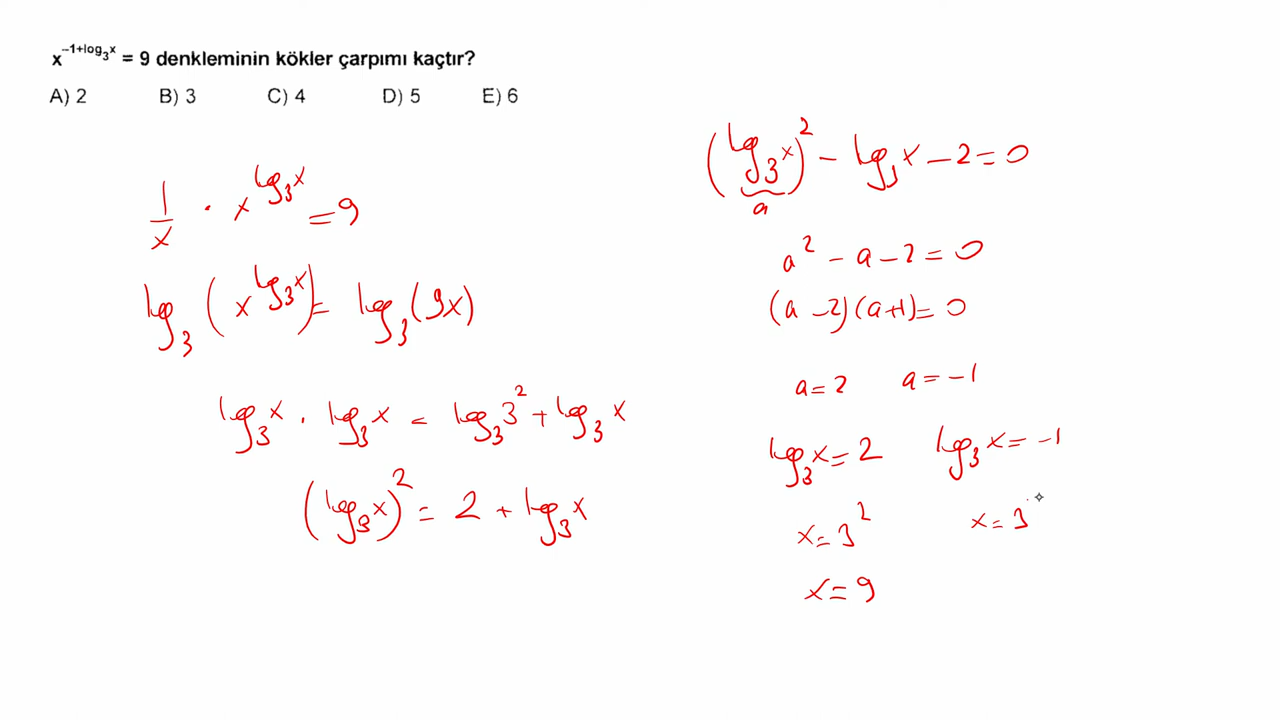 x^(-1+log₃x) = 9 denkleminin kökler çarpımı kaçtır?
A) 2 B) 3 C) 4 D) 5 E) 6
1/x · x^(log₃x) = 9
log₃(x^(log₃x)) = log₃(9x)
log₃x · log₃x = log₃3² + log₃x
(log₃x)² = 2 + log₃x
(log₃x)² - log₃x - 2 = 0
a
a² - a - 2 = 0
(a - 2)(a + 1) = 0
a = 2 a = -1
log₃x = 2 log₃x = -1
x = 3² x = 3
x = 9